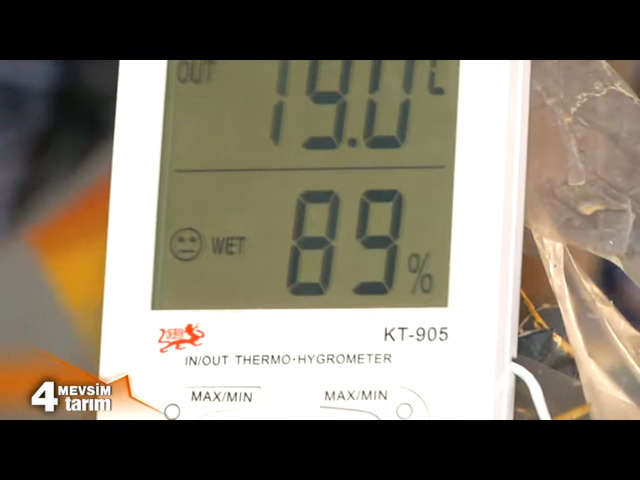 OUT 19.0
WET 89 %
KT-905
IN/OUT THERMO·HYGROMETER
MAX/MIN MAX/MIN
4 MEVSİM
tarım